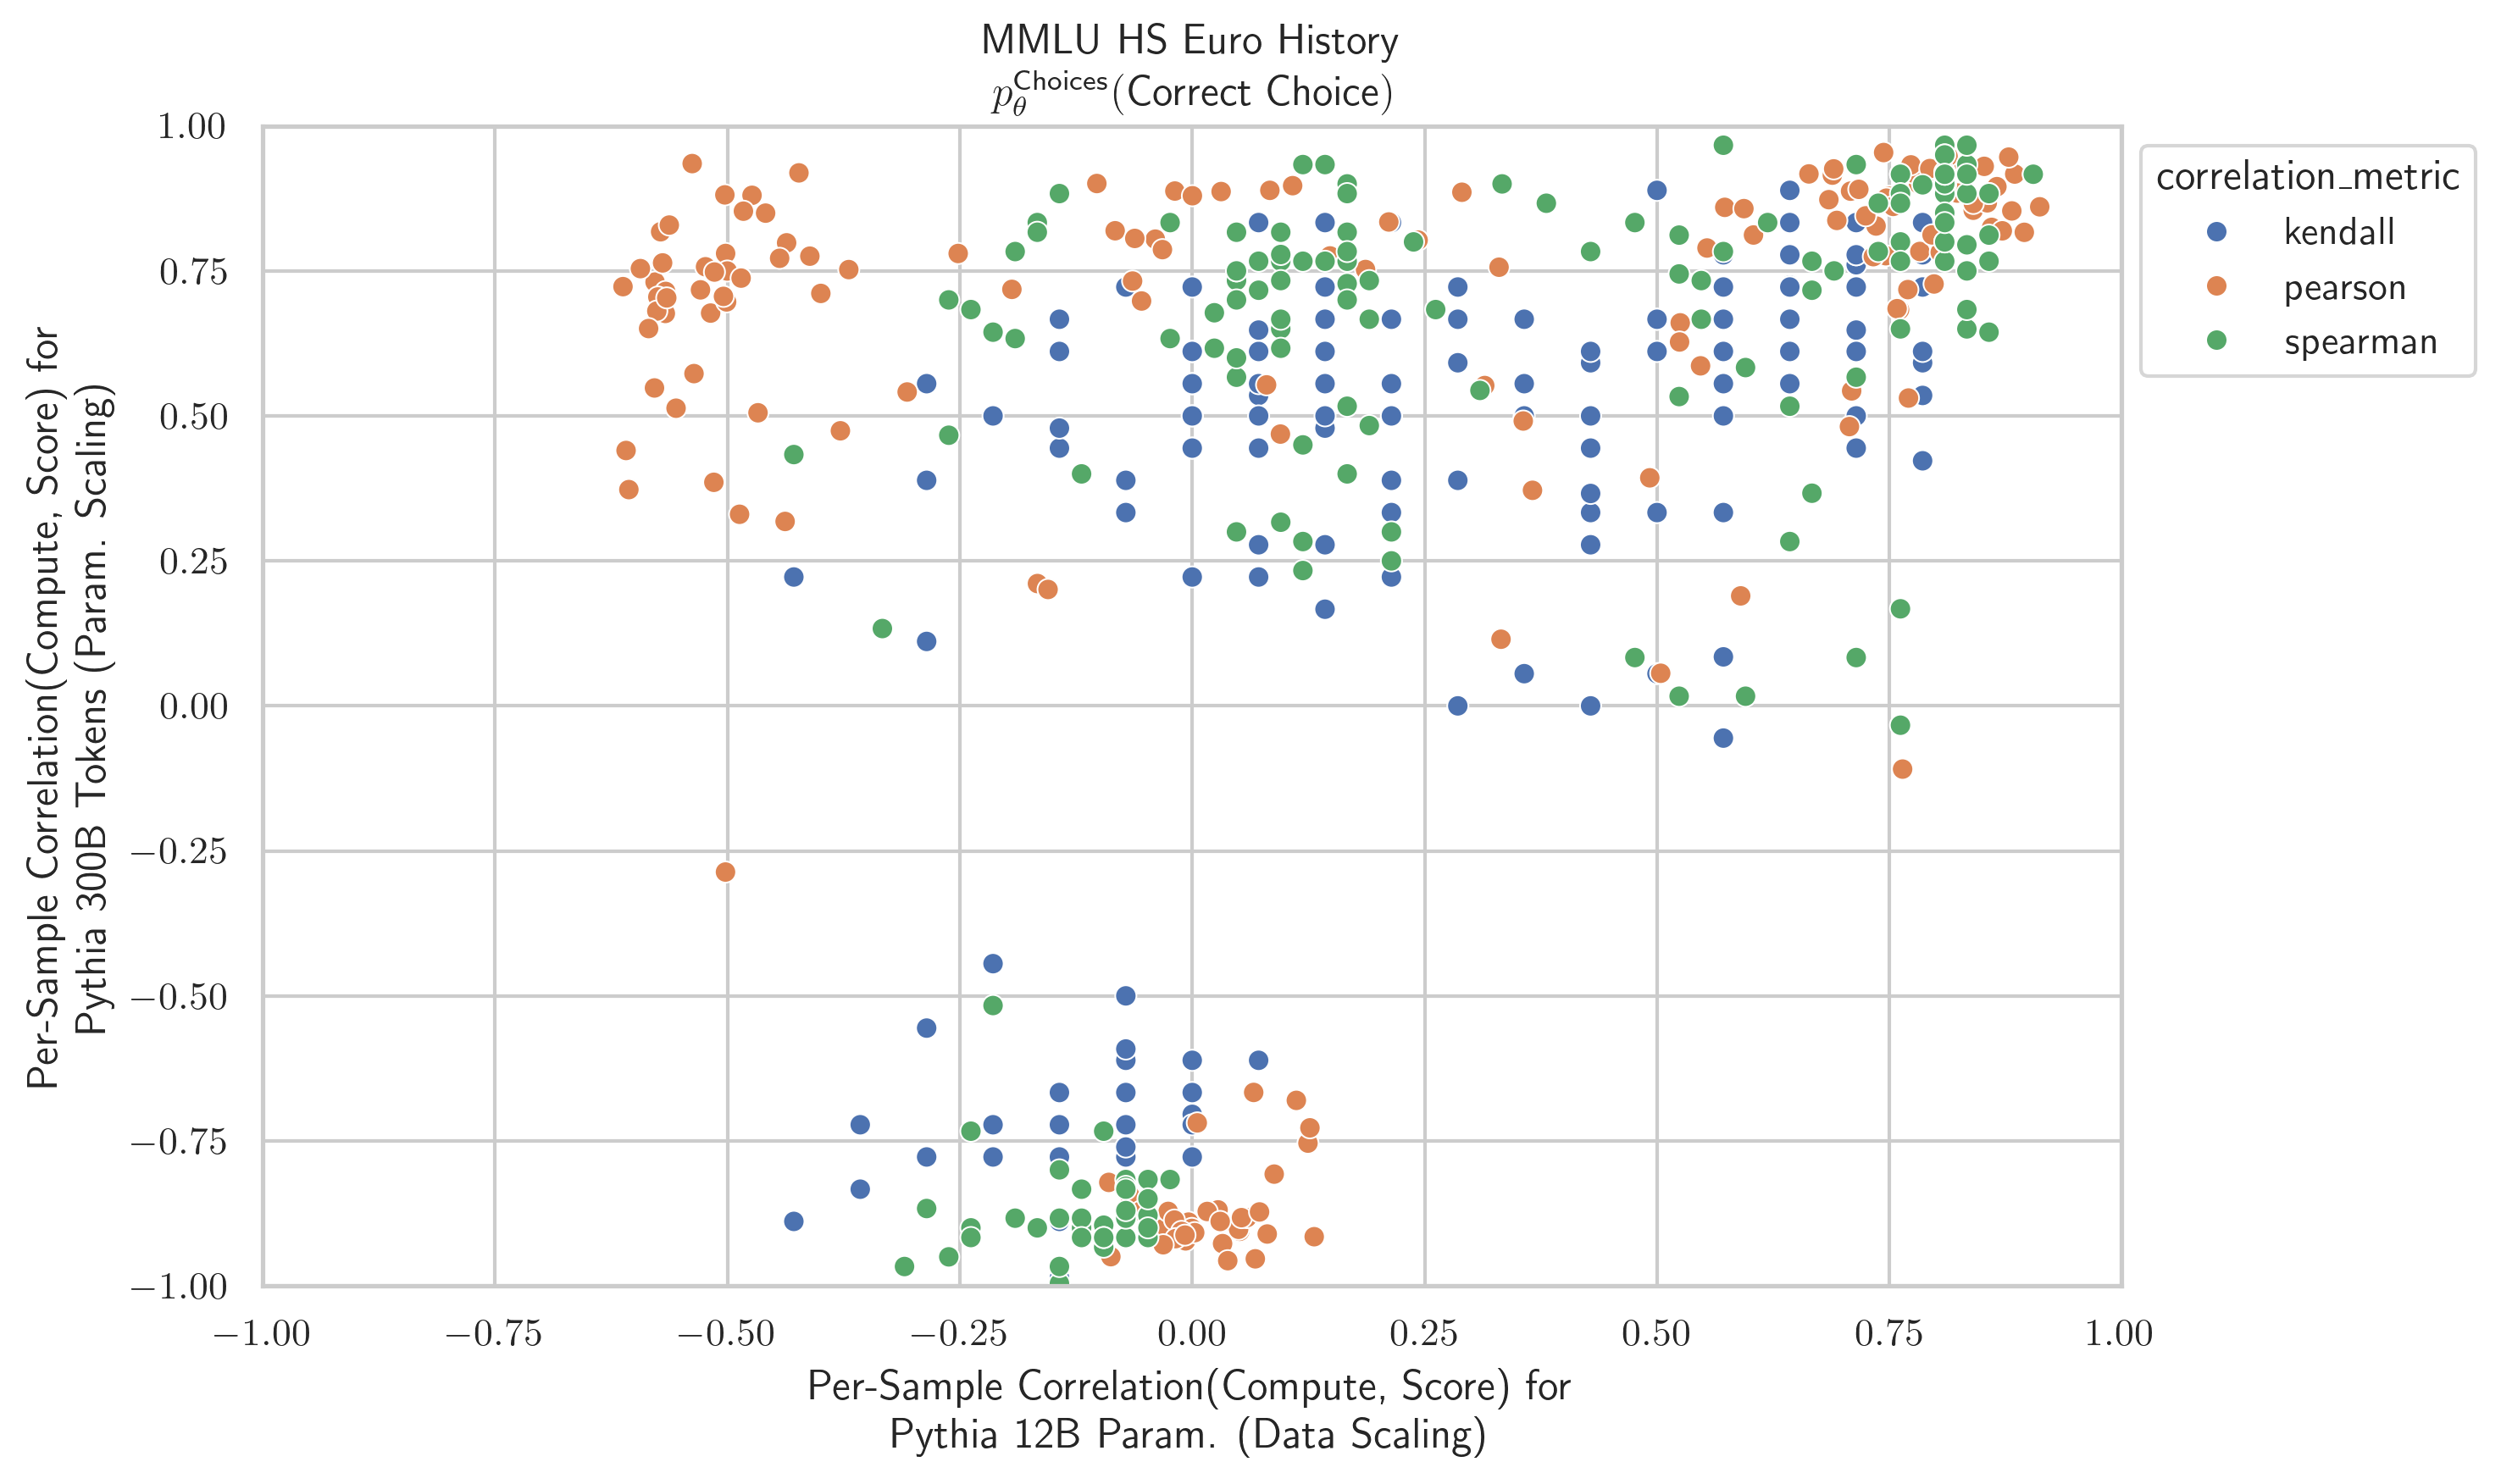 MMLU HS Euro History
p_θ^Choices(Correct Choice)
1.00
0.75
0.50
0.25
0.00
−0.25
−0.50
−0.75
−1.00
Per-Sample Correlation(Compute, Score) for
Pythia 300B Tokens (Param. Scaling)
correlation_metric
kendall
pearson
spearman
−1.00 −0.75 −0.50 −0.25 0.00 0.25 0.50 0.75 1.00
Per-Sample Correlation(Compute, Score) for
Pythia 12B Param. (Data Scaling)